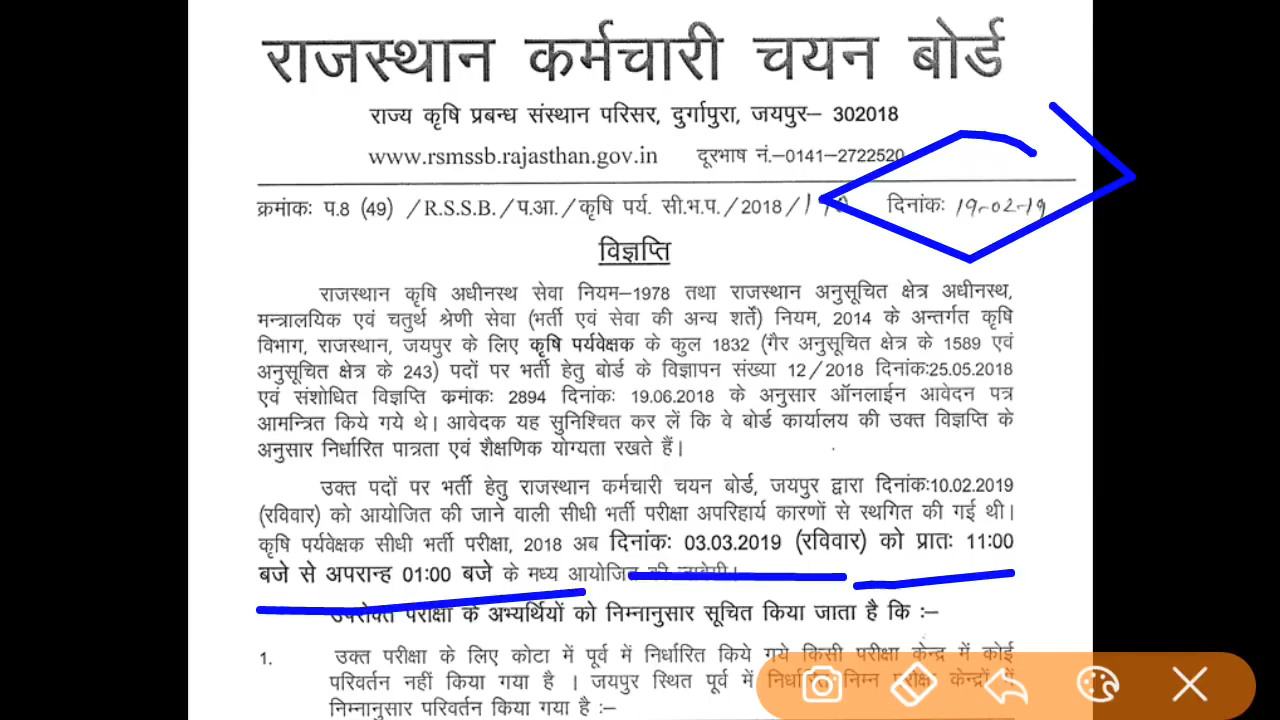 राजस्थान कर्मचारी चयन बोर्ड
राज्य कृषि प्रबन्ध संस्थान परिसर, दुर्गापुरा, जयपुर– 302018
www.rsmssb.rajasthan.gov.in दूरभाष नं.–0141–2722520
क्रमांकः प.8 (49) /R.S.S.B./प.आ./कृषि पर्य. सी.भ.प./2018/ दिनांकः 19-02-19
विज्ञप्ति
राजस्थान कृषि अधीनस्थ सेवा नियम–1978 तथा राजस्थान अनुसूचित क्षेत्र अधीनस्थ,
मन्त्रालयिक एवं चतुर्थ श्रेणी सेवा (भर्ती एवं सेवा की अन्य शर्ते) नियम, 2014 के अन्तर्गत कृषि
विभाग, राजस्थान, जयपुर के लिए कृषि पर्यवेक्षक के कुल 1832 (गैर अनुसूचित क्षेत्र के 1589 एवं
अनुसूचित क्षेत्र के 243) पदों पर भर्ती हेतु बोर्ड के विज्ञापन संख्या 12/2018 दिनांकः25.05.2018
एवं संशोधित विज्ञप्ति क्रमांकः 2894 दिनांकः 19.06.2018 के अनुसार ऑनलाईन आवेदन पत्र
आमन्त्रित किये गये थे। आवेदक यह सुनिश्चित कर लें कि वे बोर्ड कार्यालय की उक्त विज्ञप्ति के
अनुसार निर्धारित पात्रता एवं शैक्षणिक योग्यता रखते हैं।
उक्त पदों पर भर्ती हेतु राजस्थान कर्मचारी चयन बोर्ड, जयपुर द्वारा दिनांकः10.02.2019
(रविवार) को आयोजित की जाने वाली सीधी भर्ती परीक्षा अपरिहार्य कारणों से स्थगित की गई थी।
कृषि पर्यवेक्षक सीधी भर्ती परीक्षा, 2018 अब दिनांकः 03.03.2019 (रविवार) को प्रातः 11:00
बजे से अपरान्ह 01:00 बजे के मध्य आयोजित की जावेगी।
उपरोक्त परीक्षा के अभ्यर्थियों को निम्नानुसार सूचित किया जाता है कि :–
1. उक्त परीक्षा के लिए कोटा में पूर्व में निर्धारित किये गये किसी परीक्षा केन्द्र में कोई
परिवर्तन नहीं किया गया है । जयपुर स्थित पूर्व में निर्धारित निम्न परीक्षा केन्द्रों में
निम्नानुसार परिवर्तन किया गया है :–